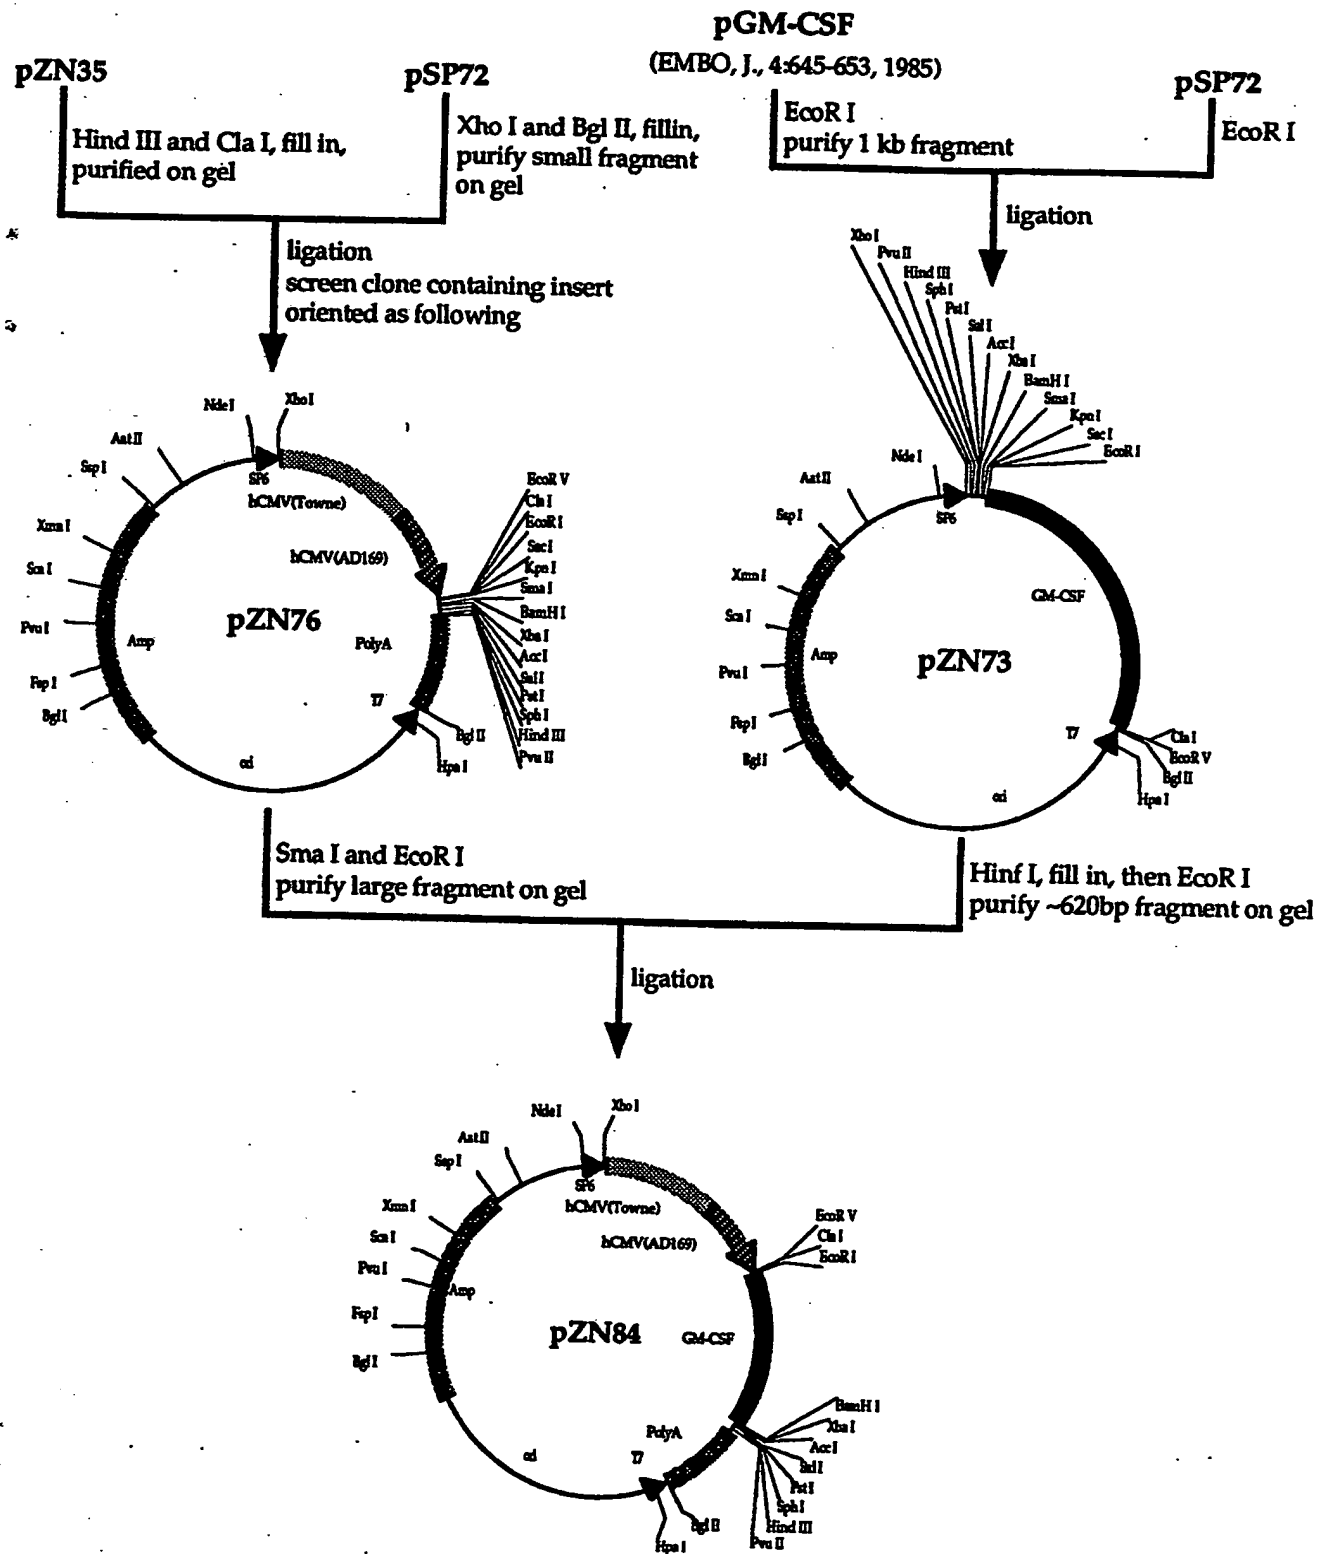 pGM-CSF
(EMBO, J., 4:645-653, 1985)
pZN35
pSP72
pSP72
Hind III and Cla I, fill in,
purified on gel
Xho I and Bgl II, fillin,
purify small fragment
on gel
EcoR I
purify 1 kb fragment
EcoR I
ligation
screen clone containing insert
oriented as following
ligation
Nde I
Xho I
Aat II
Ssp I
Xmn I
Sca I
Pvu I
Fsp I
Bgl I
SP6
hCMV(Towne)
hCMV(AD169)
pZN76
Amp
PolyA
T7
ori
EcoR V
Cla I
EcoR I
Sac I
Kpn I
Sma I
BamH I
Xba I
Acc I
Sal I
Pst I
Sph I
Hind III
Pvu II
Bgl II
Hpa I
Xho I
Pvu II
Hind III
Sph I
Pst I
Sal I
Acc I
Xba I
BamH I
Sma I
Kpn I
Sac I
EcoR I
Nde I
Aat II
Ssp I
Xmn I
Sca I
Pvu I
Fsp I
Bgl I
SP6
GM-CSF
pZN73
Amp
T7
ori
Cla I
EcoR V
Bgl II
Hpa I
Sma I and EcoR I
purify large fragment on gel
Hinf I, fill in, then EcoR I
purify ~620bp fragment on gel
ligation
Nde I
Xho I
Aat II
Ssp I
Xmn I
Sca I
Pvu I
Fsp I
Bgl I
SP6
hCMV(Towne)
hCMV(AD169)
Amp
pZN84
GM-CSF
PolyA
T7
ori
EcoR V
Cla I
EcoR I
BamH I
Xba I
Acc I
Sal I
Pst I
Sph I
Hind III
Pvu II
Bgl II
Hpa I